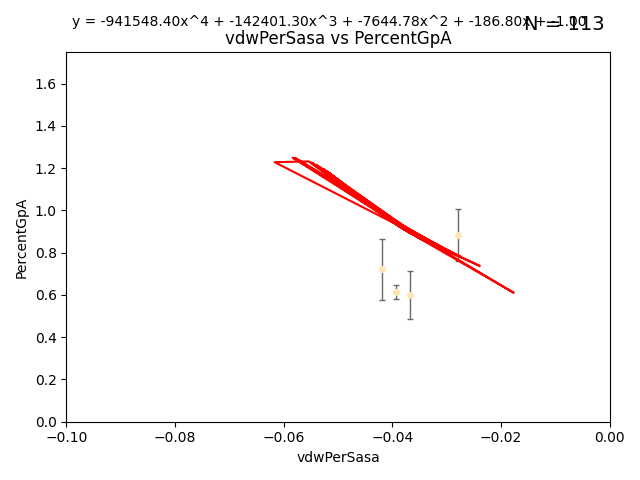 y = -941548.40x^4 + -142401.30x^3 + -7644.78x^2 + -186.80x + -1.00
N = 113
vdwPerSasa vs PercentGpA
1.6
1.4
1.2
1.0
0.8
0.6
0.4
0.2
0.0
PercentGpA
−0.10 −0.08 −0.06 −0.04 −0.02 0.00
vdwPerSasa